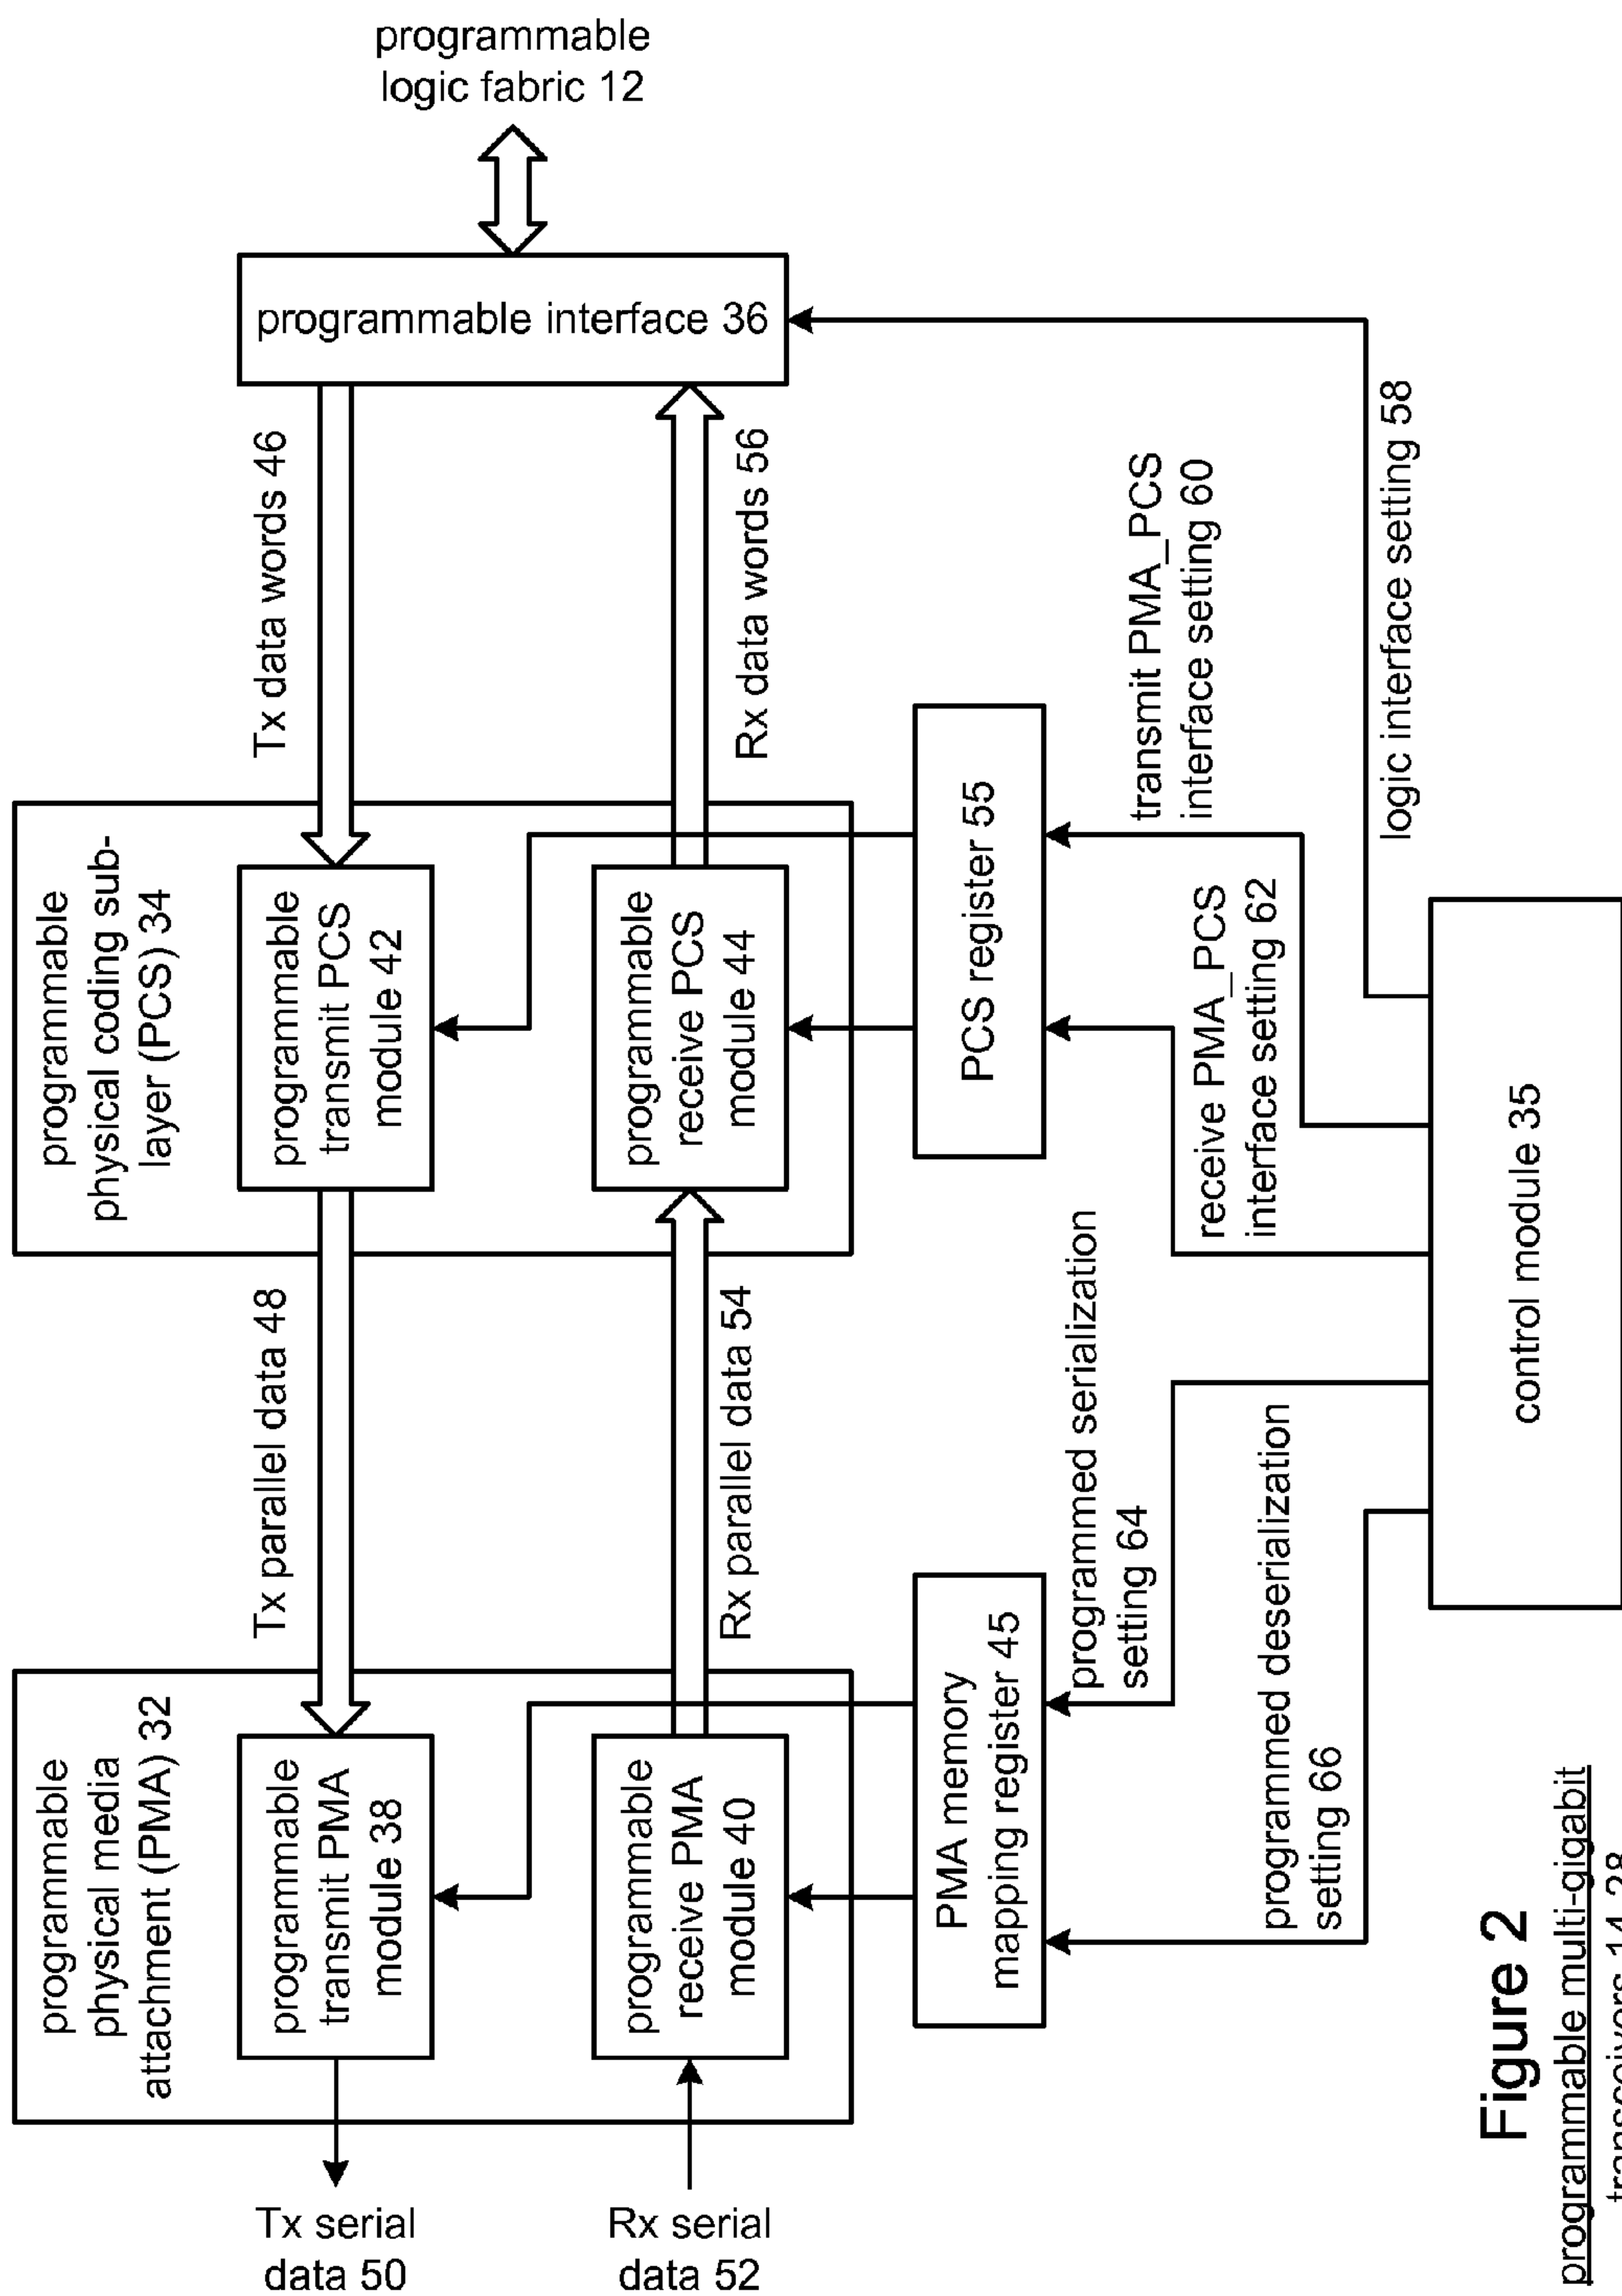 programmable
logic fabric 12
programmable interface 36
Tx data words 46
Rx data words 56
programmable
physical coding sub-
layer (PCS) 34
programmable
transmit PCS
module 42
programmable
receive PCS
module 44
PCS register 55
transmit PMA_PCS
interface setting 60
receive PMA_PCS
interface setting 62
logic interface setting 58
Tx parallel data 48
Rx parallel data 54
programmable
physical media
attachment (PMA) 32
programmable
transmit PMA
module 38
programmable
receive PMA
module 40
PMA memory
mapping register 45
programmed serialization
setting 64
programmed deserialization
setting 66
control module 35
Tx serial
data 50
Rx serial
data 52
Figure 2
programmable multi-gigabit
transceivers 14-28